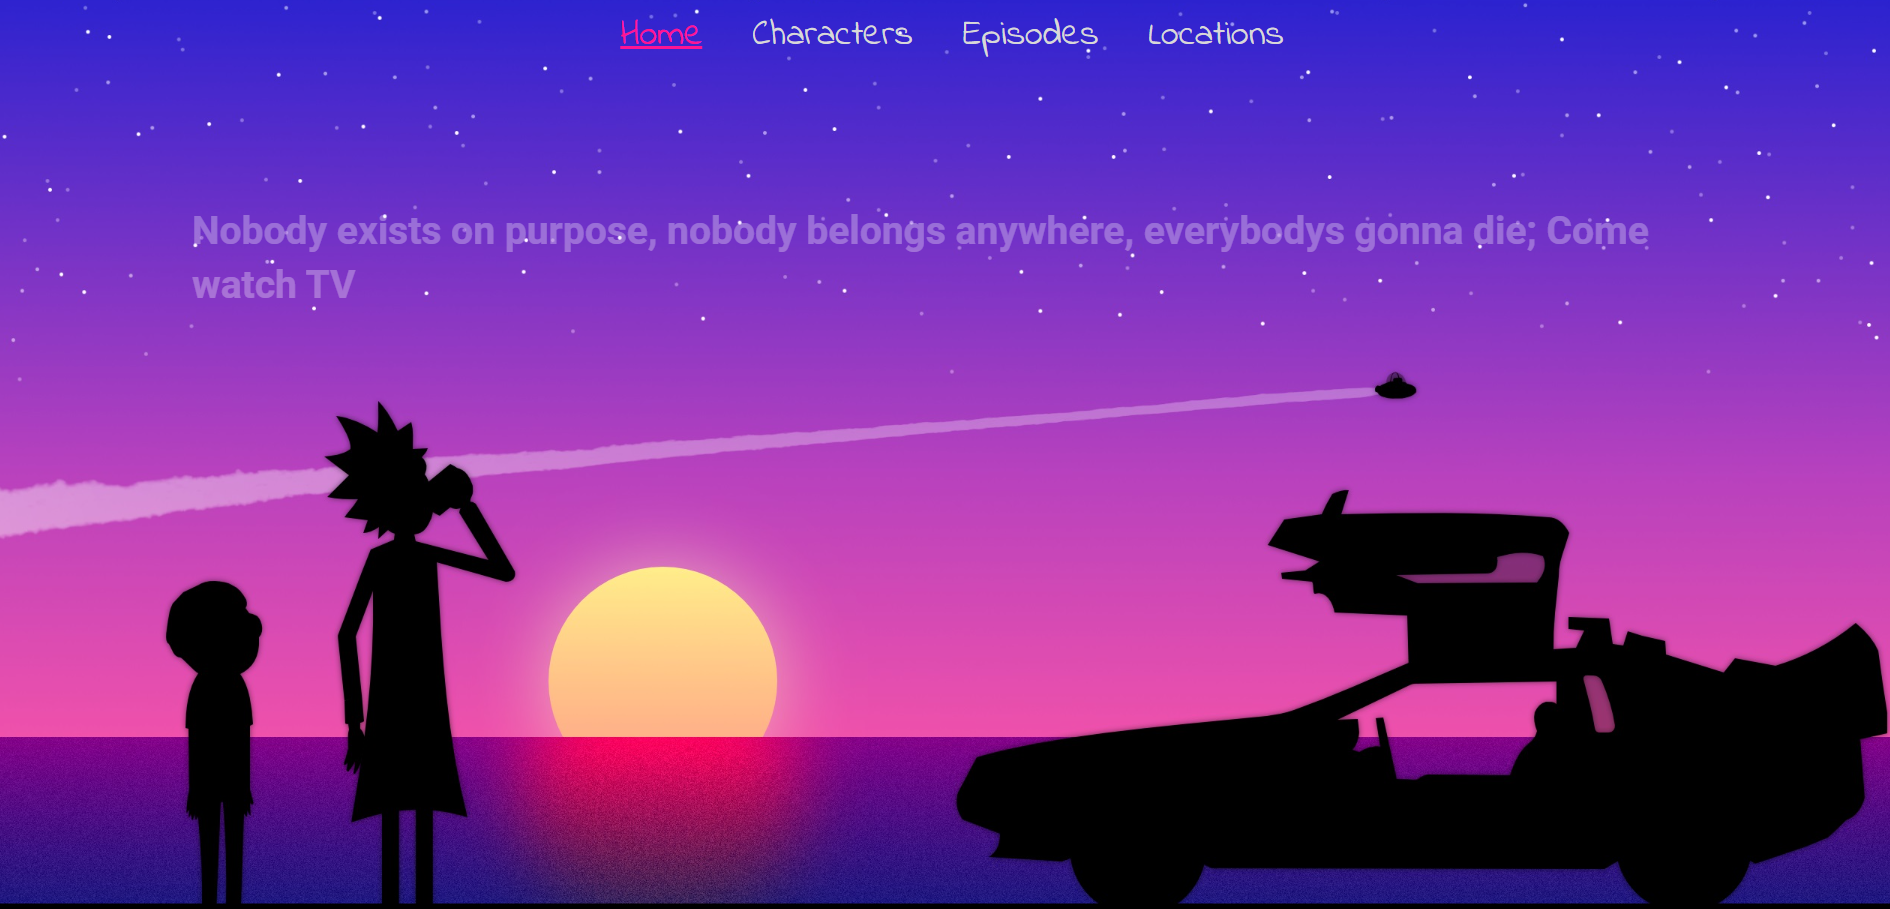 Home Characters Episodes Locations
Nobody exists on purpose, nobody belongs anywhere, everybodys gonna die; Come
watch TV